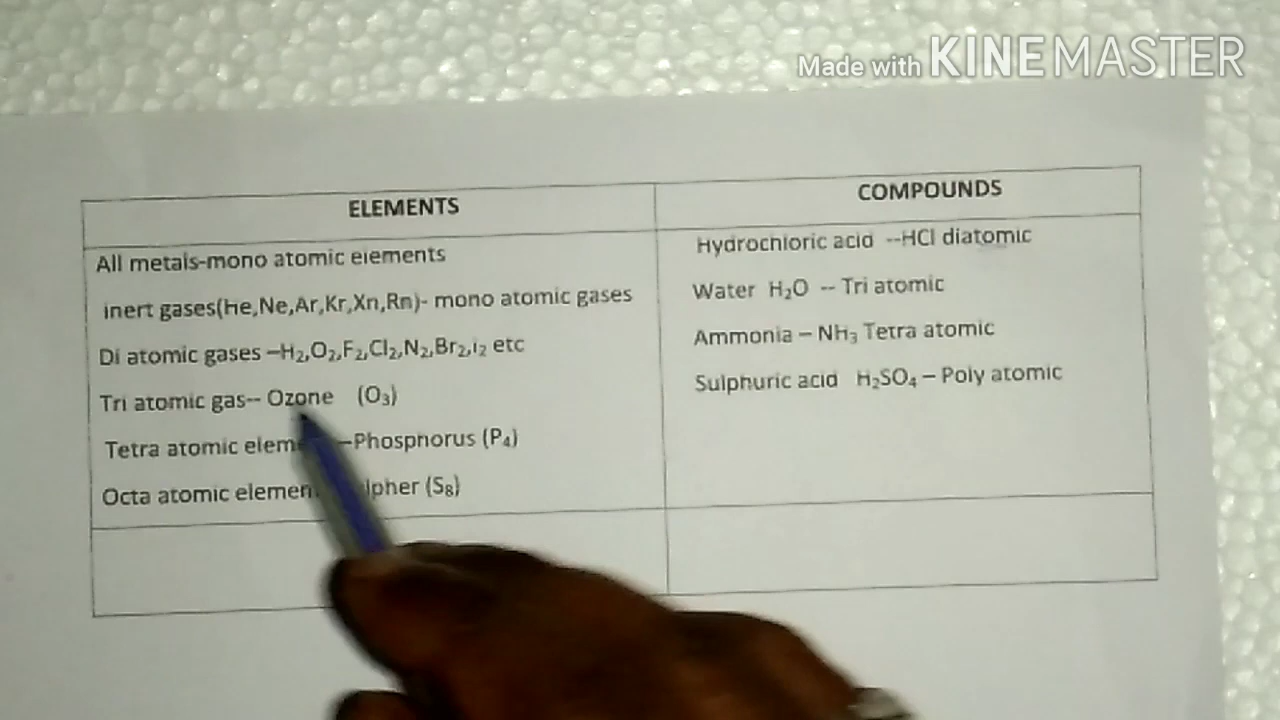 Made with KINEMASTER
ELEMENTS
COMPOUNDS
All metals-mono atomic elements
inert gases(He,Ne,Ar,Kr,Xn,Rn)- mono atomic gases
Di atomic gases –H₂,O₂,F₂,Cl₂,N₂,Br₂,I₂ etc
Tri atomic gas-- Ozone (O₃)
Tetra atomic –Phosphorus (P₄)
Octa atomic (S₈)
Hydrochloric acid --HCl diatomic
Water H₂O -- Tri atomic
Ammonia – NH₃ Tetra atomic
Sulphuric acid H₂SO₄ – Poly atomic